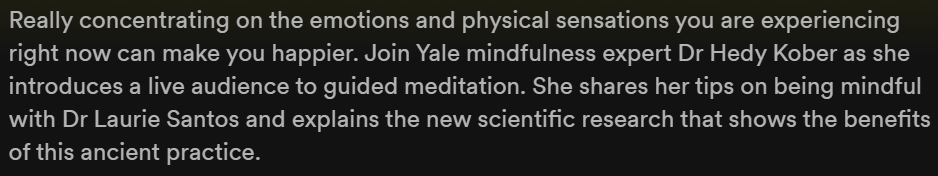 Really concentrating on the emotions and physical sensations you are experiencing
right now can make you happier. Join Yale mindfulness expert Dr Hedy Kober as she
introduces a live audience to guided meditation. She shares her tips on being mindful
with Dr Laurie Santos and explains the new scientific research that shows the benefits
of this ancient practice.